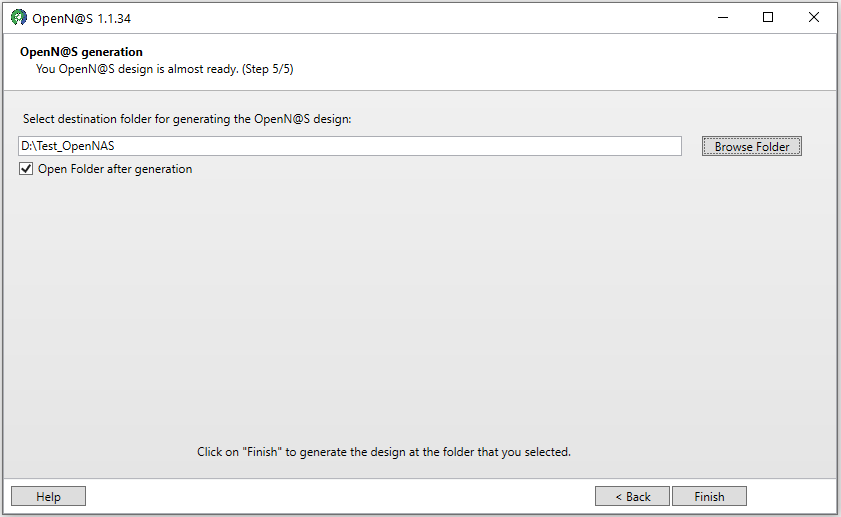 OpenN@S 1.1.34
OpenN@S generation
You OpenN@S design is almost ready. (Step 5/5)
Select destination folder for generating the OpenN@S design:
D:\Test_OpenNAS
Browse Folder
Open Folder after generation
Click on "Finish" to generate the design at the folder that you selected.
Help
< Back
Finish